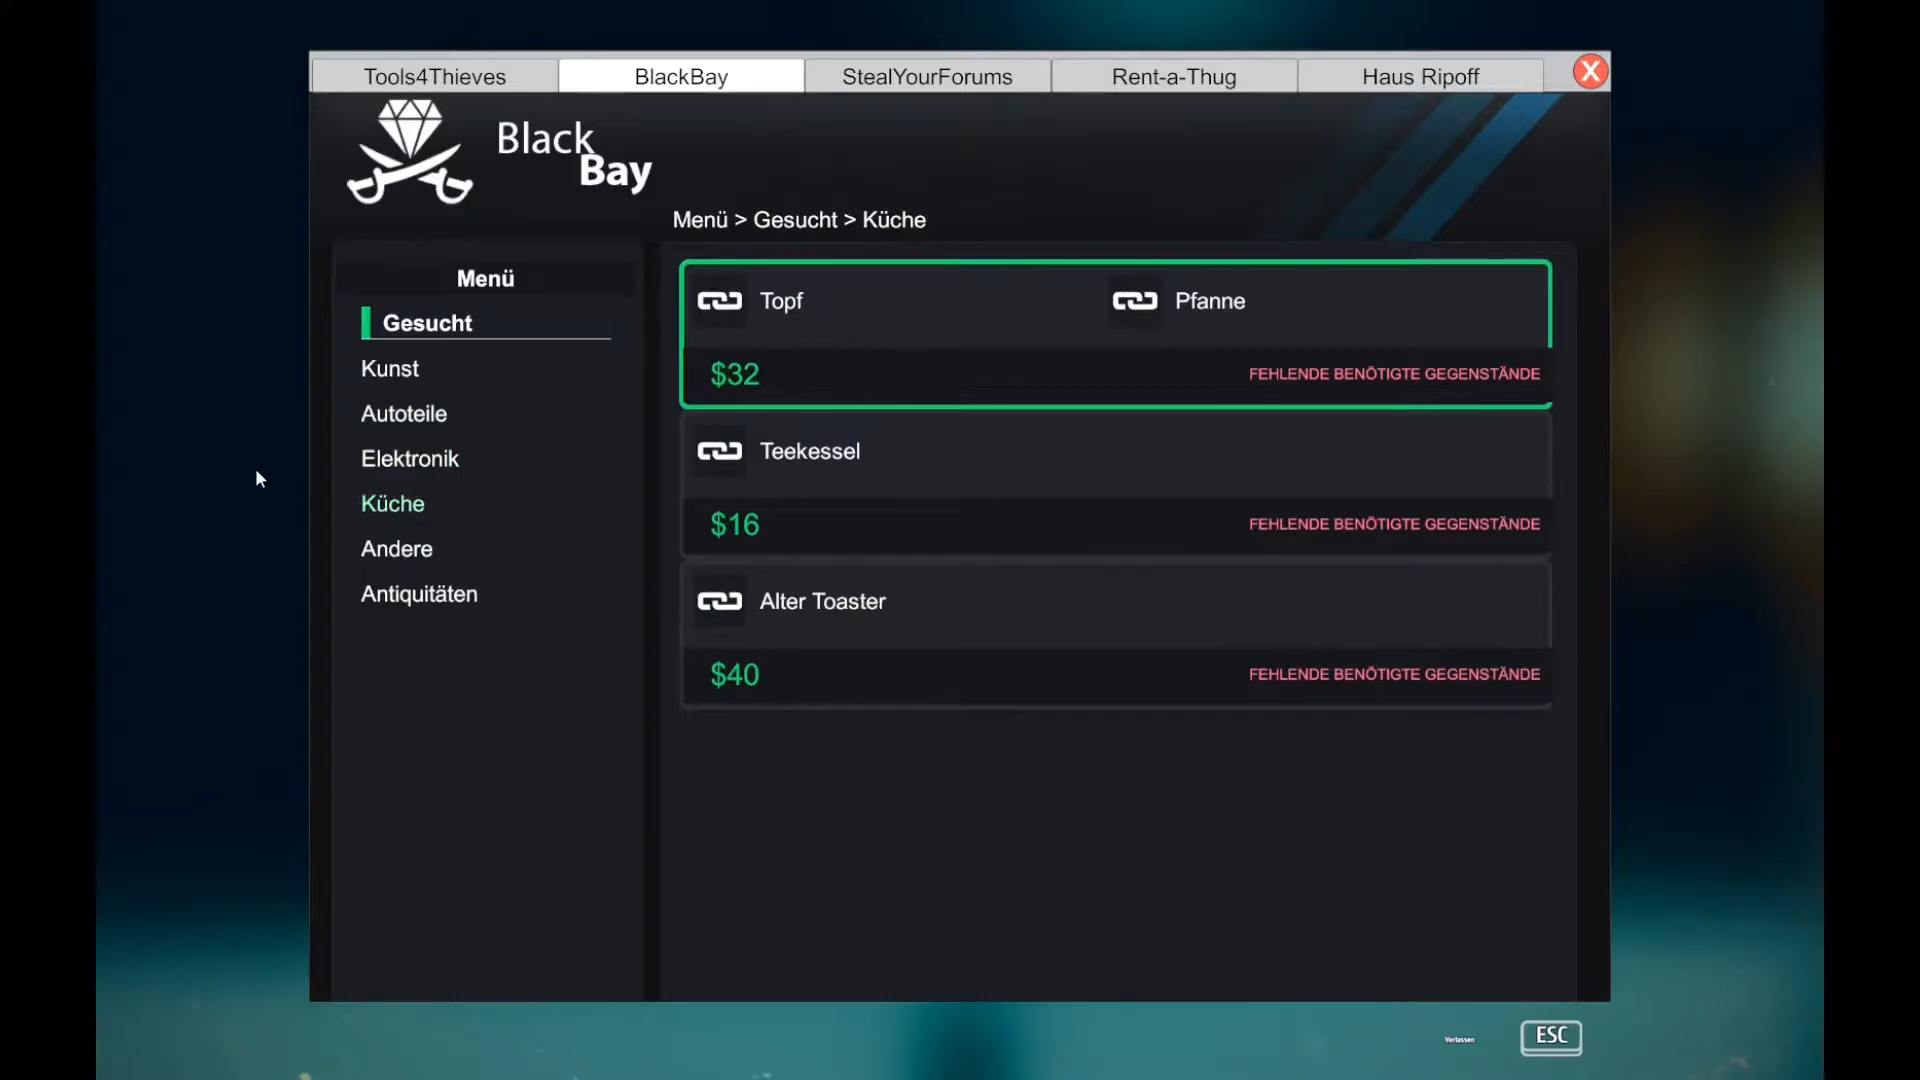 Tools4Thieves BlackBay StealYourForums Rent-a-Thug Haus Ripoff X
Black
Bay
Menü > Gesucht > Küche
Menü
Gesucht
Kunst
Autoteile
Elektronik
Küche
Andere
Antiquitäten
Topf Pfanne
$32 FEHLENDE BENÖTIGTE GEGENSTÄNDE
Teekessel
$16 FEHLENDE BENÖTIGTE GEGENSTÄNDE
Alter Toaster
$40 FEHLENDE BENÖTIGTE GEGENSTÄNDE
Verlassen ESC